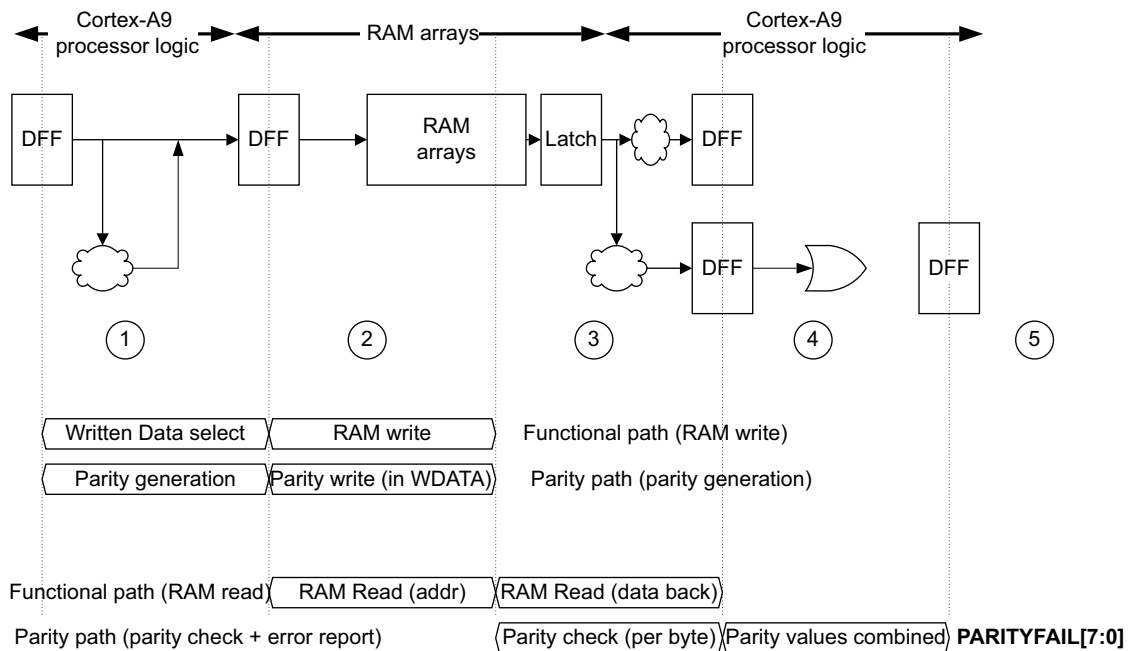 Cortex-A9
processor logic
RAM arrays
Cortex-A9
processor logic
DFF
DFF
RAM
arrays
Latch
DFF
DFF
DFF
1
2
3
4
5
Written Data select
RAM write
Functional path (RAM write)
Parity generation
Parity write (in WDATA)
Parity path (parity generation)
Functional path (RAM read)
RAM Read (addr)
RAM Read (data back)
Parity path (parity check + error report)
Parity check (per byte)
Parity values combined
PARITYFAIL[7:0]